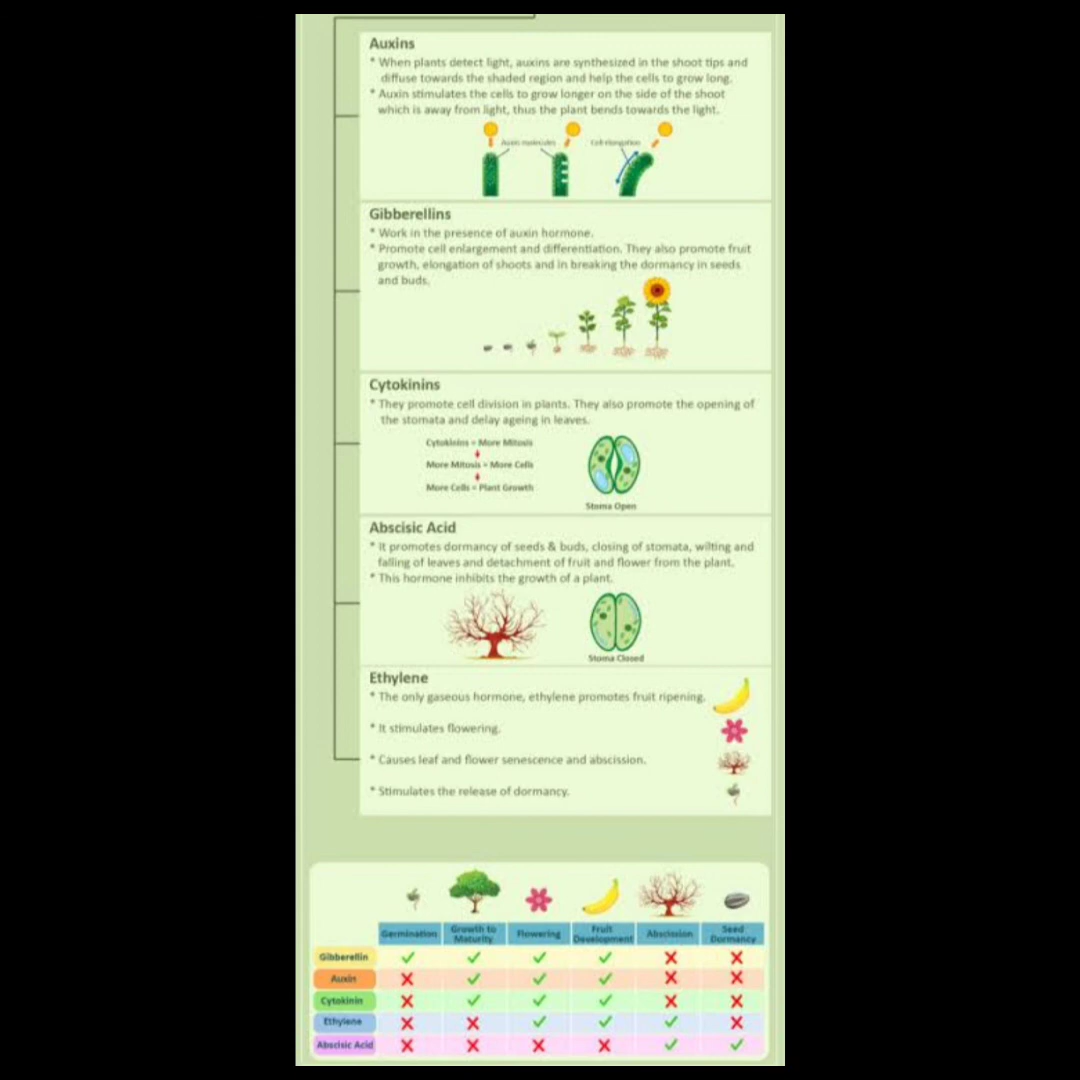 Auxins
* When plants detect light, auxins are synthesized in the shoot tips and
diffuse towards the shaded region and help the cells to grow long.
* Auxin stimulates the cells to grow longer on the side of the shoot
which is away from light, thus the plant bends towards the light.
Auxin molecules
Cell elongation
Gibberellins
* Work in the presence of auxin hormone.
* Promote cell enlargement and differentiation. They also promote fruit
growth, elongation of shoots and in breaking the dormancy in seeds
and buds.
Cytokinins
* They promote cell division in plants. They also promote the opening of
the stomata and delay ageing in leaves.
Cytokinins = More Mitosis
More Mitosis = More Cells
More Cells = Plant Growth
Stoma Open
Abscisic Acid
* It promotes dormancy of seeds & buds, closing of stomata, wilting and
falling of leaves and detachment of fruit and flower from the plant.
* This hormone inhibits the growth of a plant.
Stoma Closed
Ethylene
* The only gaseous hormone, ethylene promotes fruit ripening.
* It stimulates flowering.
* Causes leaf and flower senescence and abscission.
* Stimulates the release of dormancy.
Germination Growth to Maturity Flowering Fruit Development Abscission Seed Dormancy
Gibberellin ✓ ✓ ✓ ✓ X X
Auxin X ✓ ✓ ✓ X X
Cytokinin X ✓ ✓ ✓ X X
Ethylene X X ✓ ✓ ✓ X
Abscisic Acid X X X X ✓ ✓